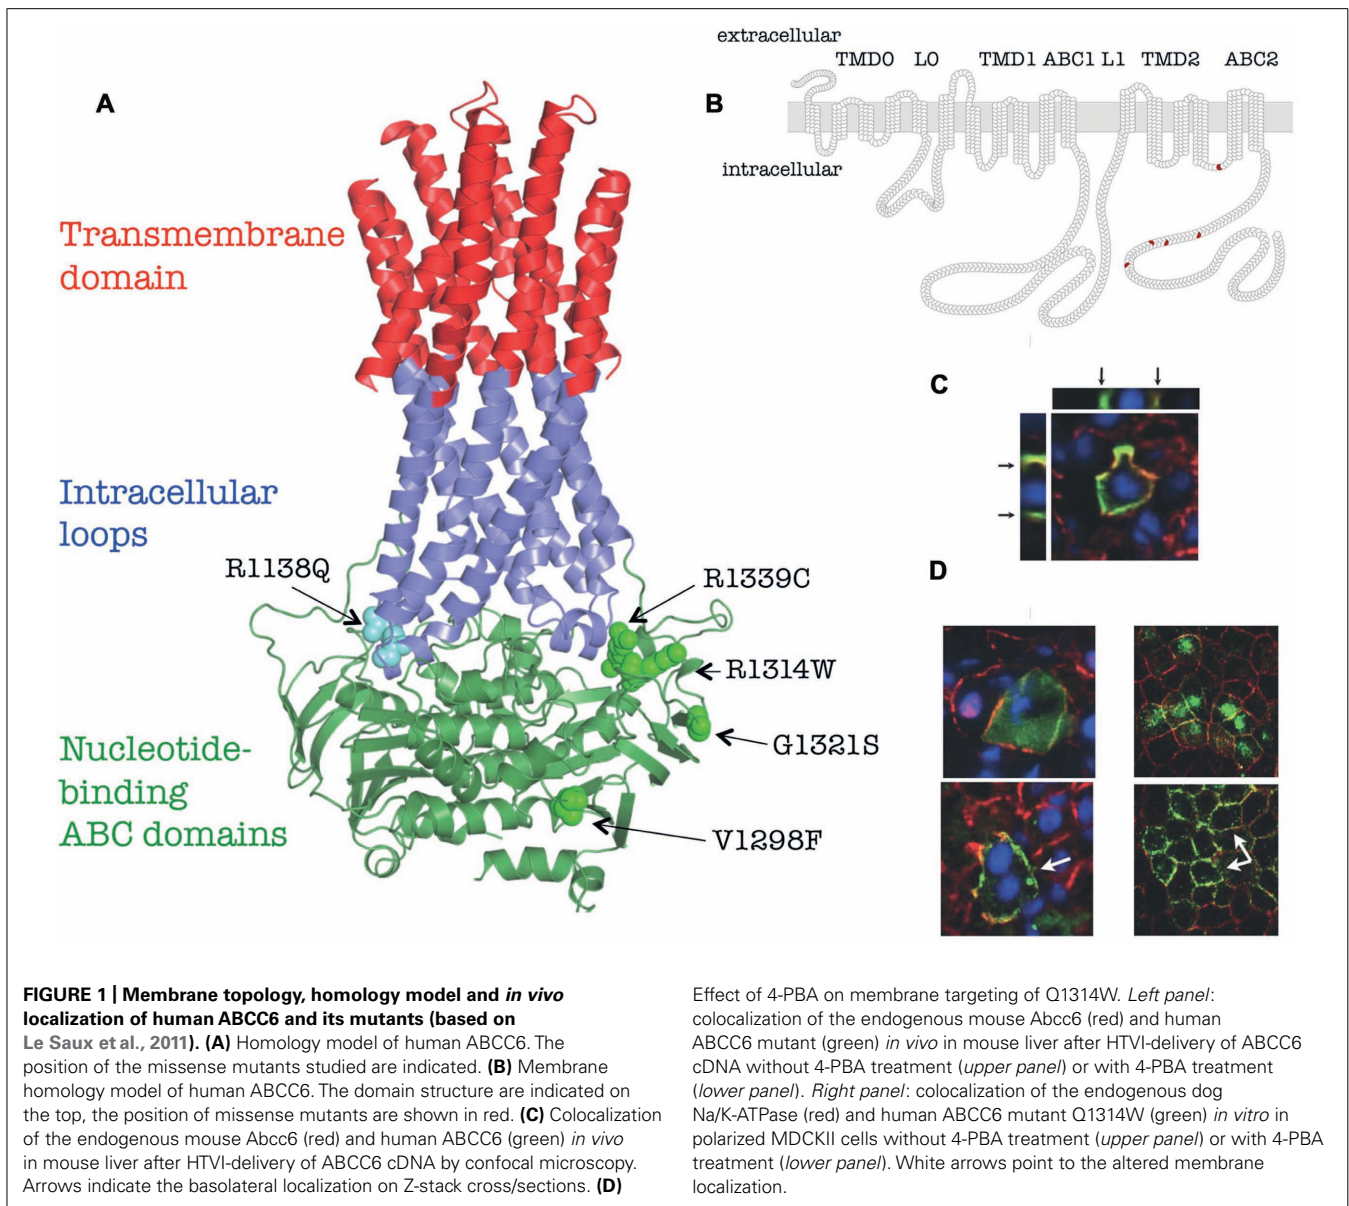 A
Transmembrane
domain
Intracellular
loops
R1138Q
R1339C
R1314W
G1321S
V1298F
Nucleotide-
binding
ABC domains
B
extracellular
TMD0 L0 TMD1 ABC1 L1 TMD2 ABC2
intracellular
C
D
FIGURE 1 | Membrane topology, homology model and in vivo
localization of human ABCC6 and its mutants (based on
Le Saux et al., 2011). (A) Homology model of human ABCC6. The
position of the missense mutants studied are indicated. (B) Membrane
homology model of human ABCC6. The domain structure are indicated on
the top, the position of missense mutants are shown in red. (C) Colocalization
of the endogenous mouse Abcc6 (red) and human ABCC6 (green) in vivo
in mouse liver after HTVI-delivery of ABCC6 cDNA by confocal microscopy.
Arrows indicate the basolateral localization on Z-stack cross/sections. (D)
Effect of 4-PBA on membrane targeting of Q1314W. Left panel:
colocalization of the endogenous mouse Abcc6 (red) and human
ABCC6 mutant (green) in vivo in mouse liver after HTVI-delivery of ABCC6
cDNA without 4-PBA treatment (upper panel) or with 4-PBA treatment
(lower panel). Right panel: colocalization of the endogenous dog
Na/K-ATPase (red) and human ABCC6 mutant Q1314W (green) in vitro in
polarized MDCKII cells without 4-PBA treatment (upper panel) or with 4-PBA
treatment (lower panel). White arrows point to the altered membrane
localization.